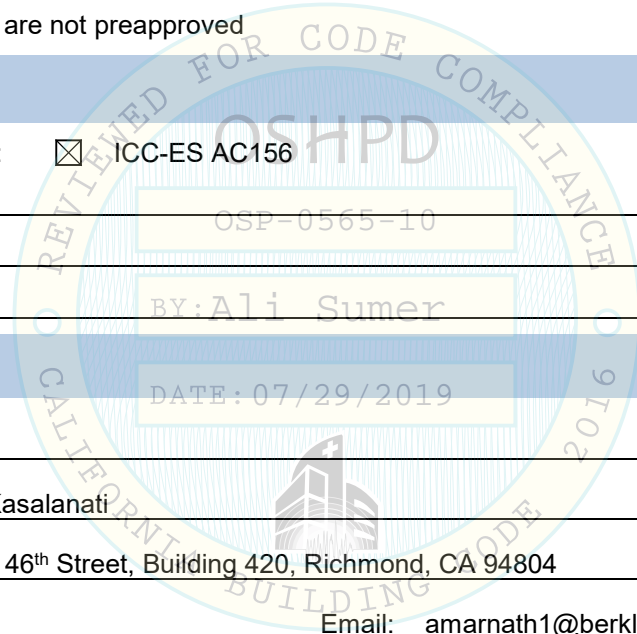 are not preapproved
REVIEWED FOR CODE COMPLIANCE
OSHPD
ICC-ES AC156
OSP-0565-10
BY: Ali Sumer
DATE: 07/29/2019
Kasalanati
46th Street, Building 420, Richmond, CA 94804
CALIFORNIA BUILDING CODE 2016
Email: amarnath1@berkl